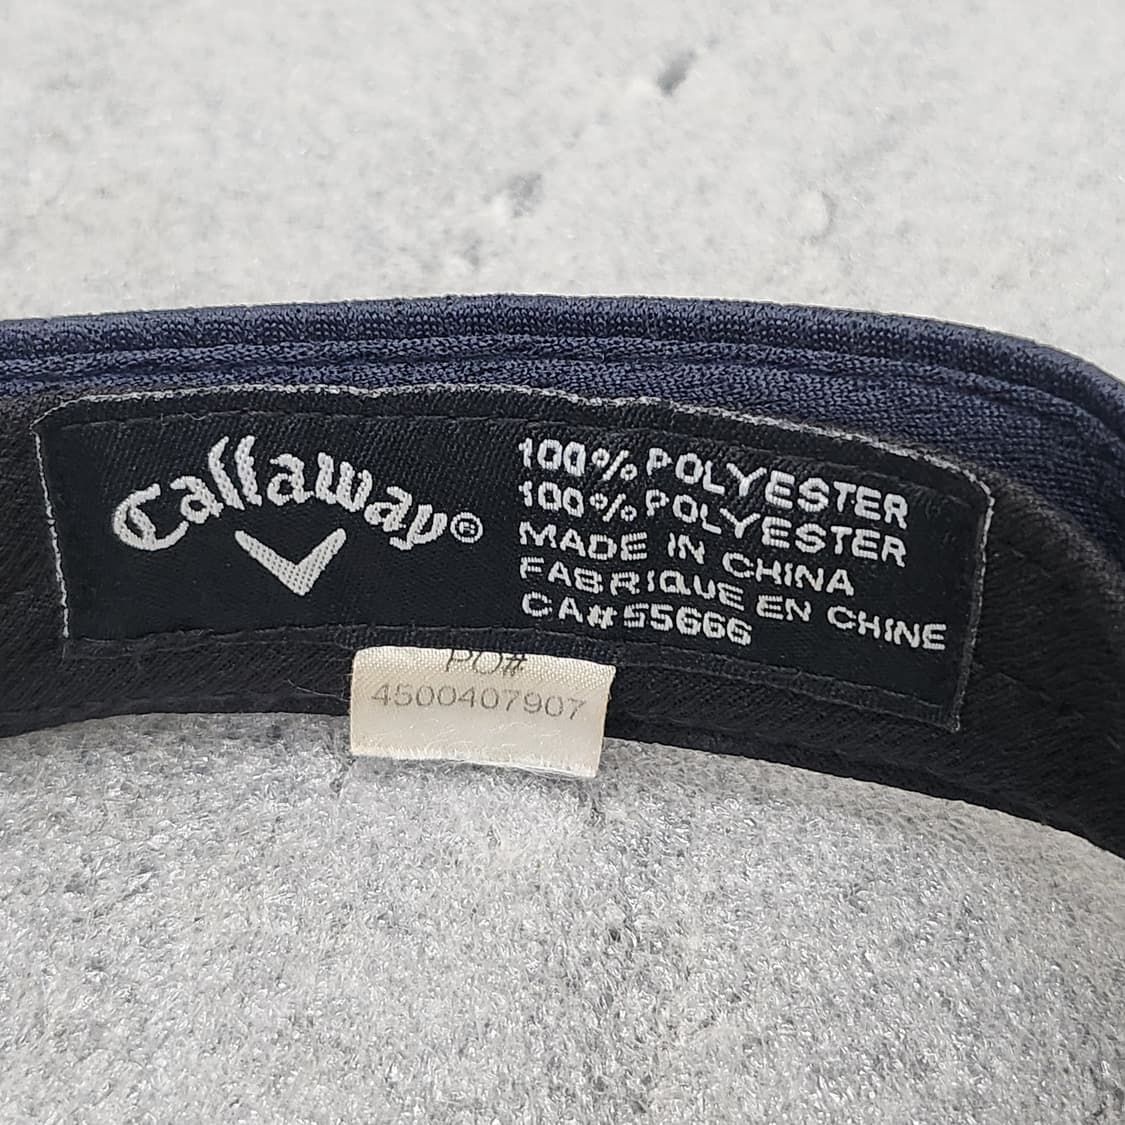 Callaway®
100% POLYESTER
100% POLYESTER
MADE IN CHINA
FABRIQUE EN CHINE
CA#55666
PO#
4500407907